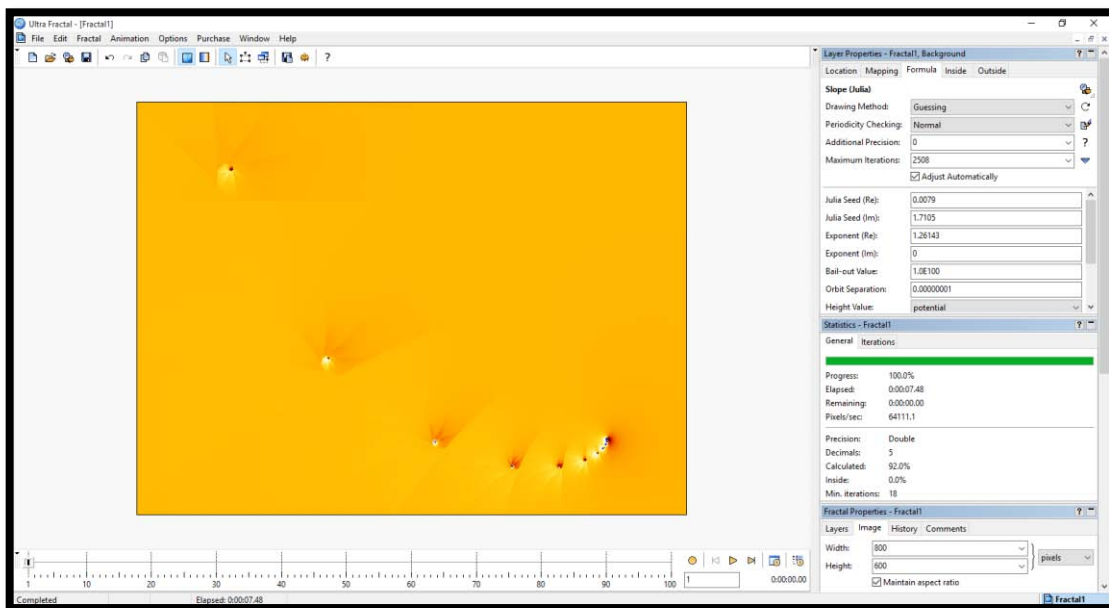 Ultra Fractal - [Fractal1]
File Edit Fractal Animation Options Purchase Window Help
Layer Properties - Fractal1, Background
Location Mapping Formula Inside Outside
Slope (Julia)
Drawing Method: Guessing
Periodicity Checking: Normal
Additional Precision: 0
Maximum Iterations: 2508
Adjust Automatically
Julia Seed (Re): 0.0079
Julia Seed (Im): 1.7105
Exponent (Re): 1.26143
Exponent (Im): 0
Bail-out Value: 1.0E100
Orbit Separation: 0.00000001
Height Value: potential
Statistics - Fractal1
General Iterations
Progress: 100.0%
Elapsed: 0:00:07.48
Remaining: 0:00:00.00
Pixels/sec: 64111.1
Precision: Double
Decimals: 5
Calculated: 92.0%
Inside: 0.0%
Min. iterations: 18
Fractal Properties - Fractal1
Layers Image History Comments
Width: 800
pixels
Height: 600
Maintain aspect ratio
1 10 20 30 40 50 60 70 80 90 100
1 0:00:00.00
Completed Elapsed: 0:00:07.48 Fractal1